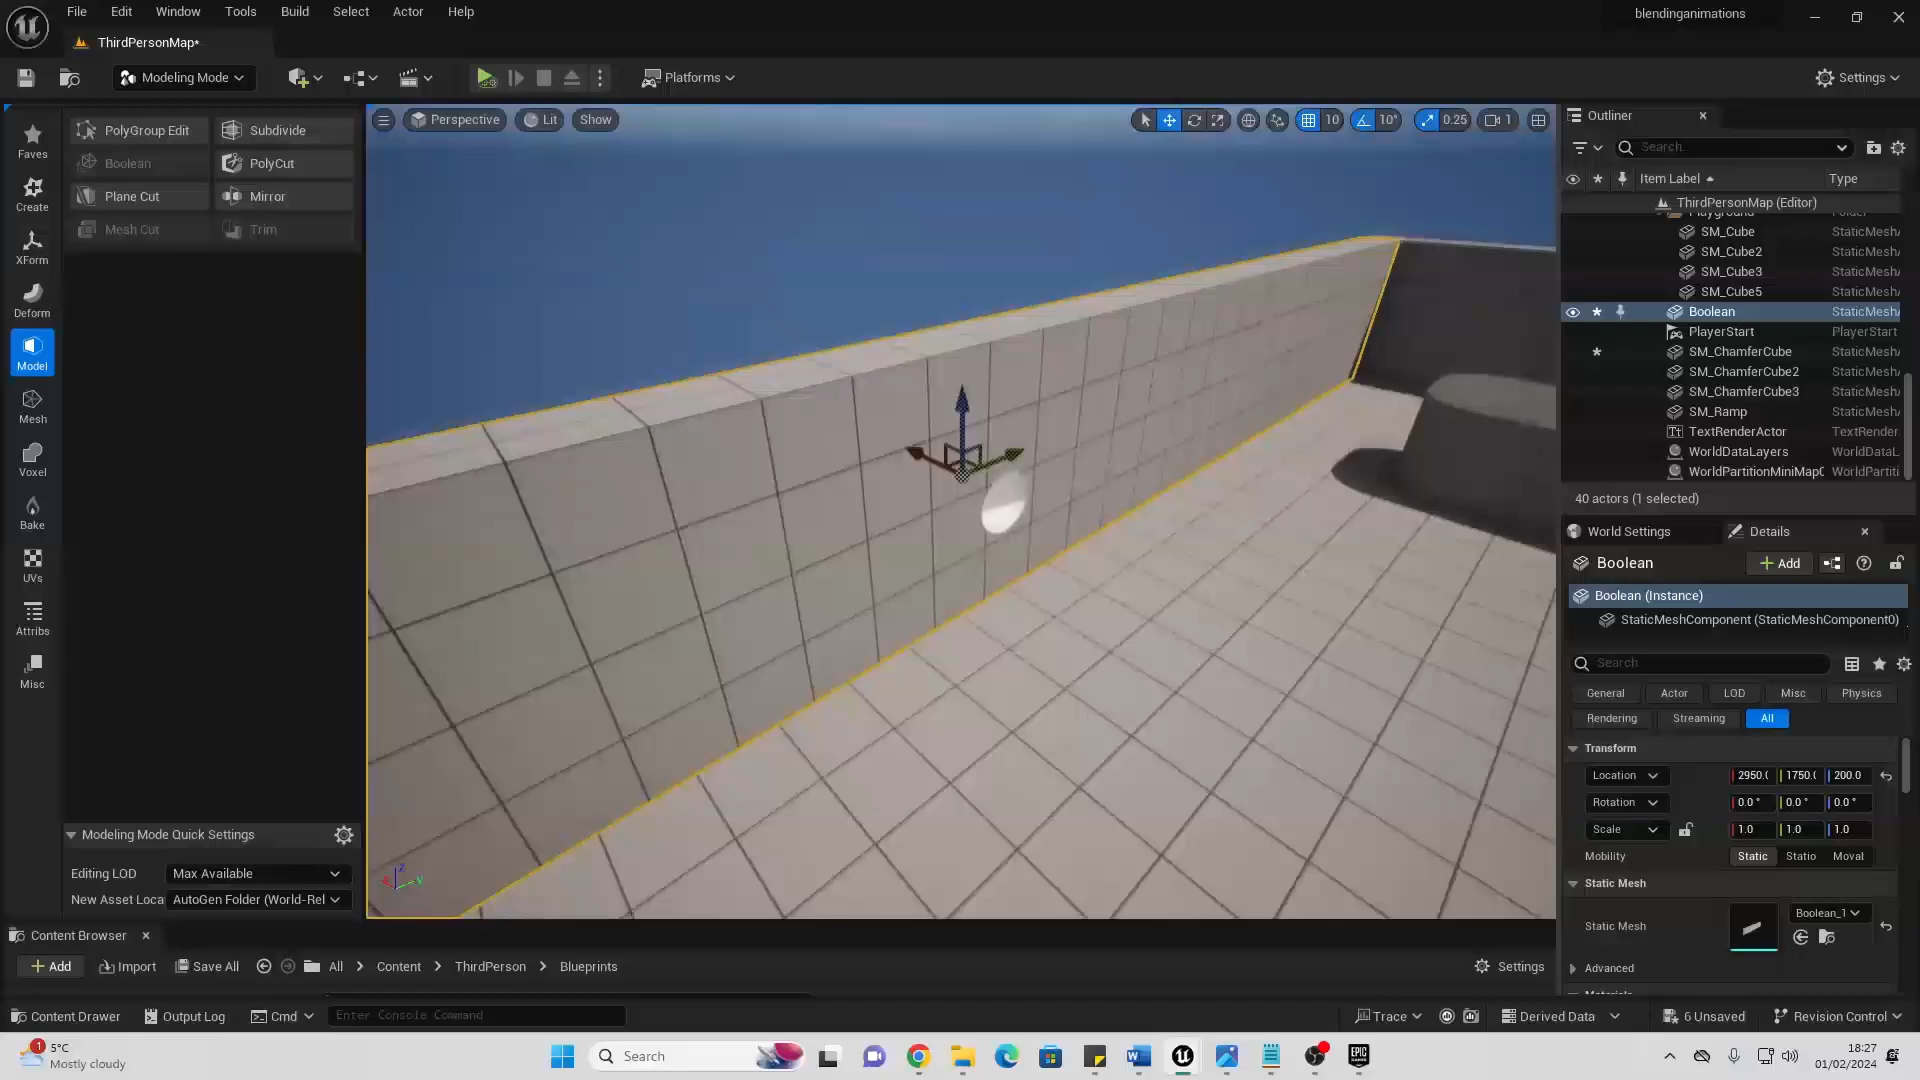 File Edit Window Tools Build Select Actor Help
blendinganimations
ThirdPersonMap*
Modeling Mode
Platforms
Settings
Faves
Create
XForm
Deform
Model
Mesh
Voxel
Bake
UVs
Attribs
Misc
PolyGroup Edit Subdivide
Boolean PolyCut
Plane Cut Mirror
Mesh Cut Trim
Modeling Mode Quick Settings
Editing LOD Max Available
New Asset Loca AutoGen Folder (World-Rel
Perspective Lit Show
10 10° 0.25 1
Z
X Y
Outliner
Search.
Item Label Type
ThirdPersonMap (Editor)
Playground Folder
SM_Cube StaticMesh
SM_Cube2 StaticMesh
SM_Cube3 StaticMesh
SM_Cube5 StaticMesh
Boolean StaticMesh
PlayerStart PlayerStart
SM_ChamferCube StaticMesh
SM_ChamferCube2 StaticMesh
SM_ChamferCube3 StaticMesh
SM_Ramp StaticMesh
TextRenderActor TextRender
WorldDataLayers WorldDataL
WorldPartitionMiniMap WorldPartiti
40 actors (1 selected)
World Settings Details
Boolean
Add
Boolean (Instance)
StaticMeshComponent (StaticMeshComponent0)
Search
General Actor LOD Misc Physics
Rendering Streaming All
Transform
Location 2950.0 1750.0 200.0
Rotation 0.0° 0.0° 0.0°
Scale 1.0 1.0 1.0
Mobility Static Statio Moval
Static Mesh
Static Mesh Boolean_1
Advanced
Content Browser
Add Import Save All All Content ThirdPerson Blueprints Settings
Content Drawer Output Log Cmd Enter Console Command Trace Derived Data 6 Unsaved Revision Control
1
5°C
Mostly cloudy
Search
EPIC
18:27
01/02/2024